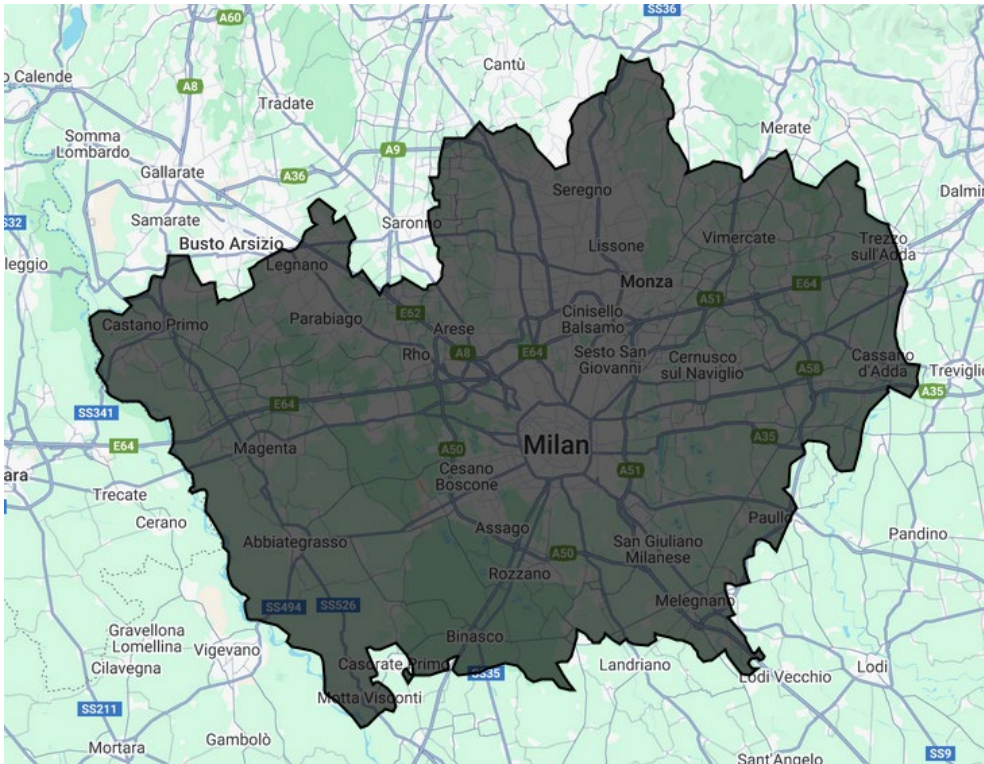 A60
SS36
o Calende
A8
Cantù
Tradate
Merate
Somma
Lombardo
A9
Gallarate
A36
Dalmin
Seregno
SS32
Samarate
Saronno
Busto Arsizio
Lissone
Vimercate
Trezzo
sull'Adda
leggio
Legnano
Monza
E64
A51
Castano Primo
Parabiago
E62
Arese
Cinisello
Balsamo
Rho
A8
E64
Sesto San
Giovanni
Cernusco
sul Naviglio
A58
Cassano
d'Adda
Treviglio
A35
SS341
E64
E64
Magenta
A50
Milan
A35
ara
Cesano
Boscone
A51
Trecate
Cerano
Assago
Paullo
Abbiategrasso
San Giuliano
Milanese
Pandino
A50
Rozzano
SS494
SS526
Melegnano
Gravellona
Lomellina
Vigevano
Binasco
Cilavegna
Casorate Primo
SS35
Landriano
Lodi
Lodi Vecchio
Motta Visconti
SS211
Gambolò
Mortara
Sant'Angelo
SS9